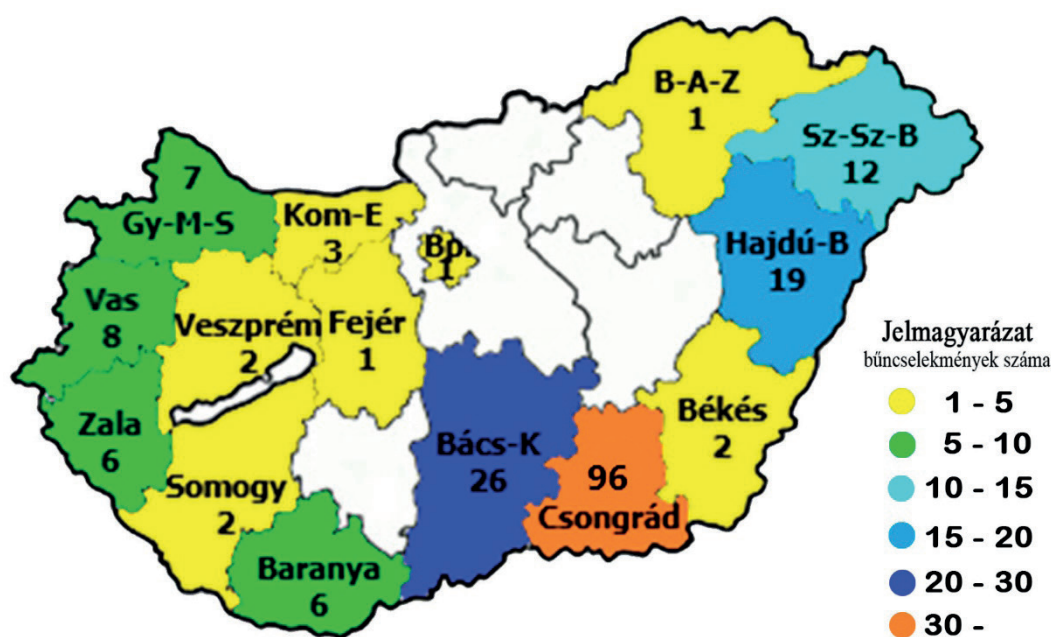 B-A-Z
1
Sz-Sz-B
12
7
Gy-M-S
Kom-E
3
Bp.
1
Hajdú-B
19
Vas
8
Veszprém
2
Fejér
1
Zala
6
Somogy
2
Bács-K
26
96
Csongrád
Békés
2
Baranya
6
Jelmagyarázat
bűncselekmények száma
1 - 5
5 - 10
10 - 15
15 - 20
20 - 30
30 -